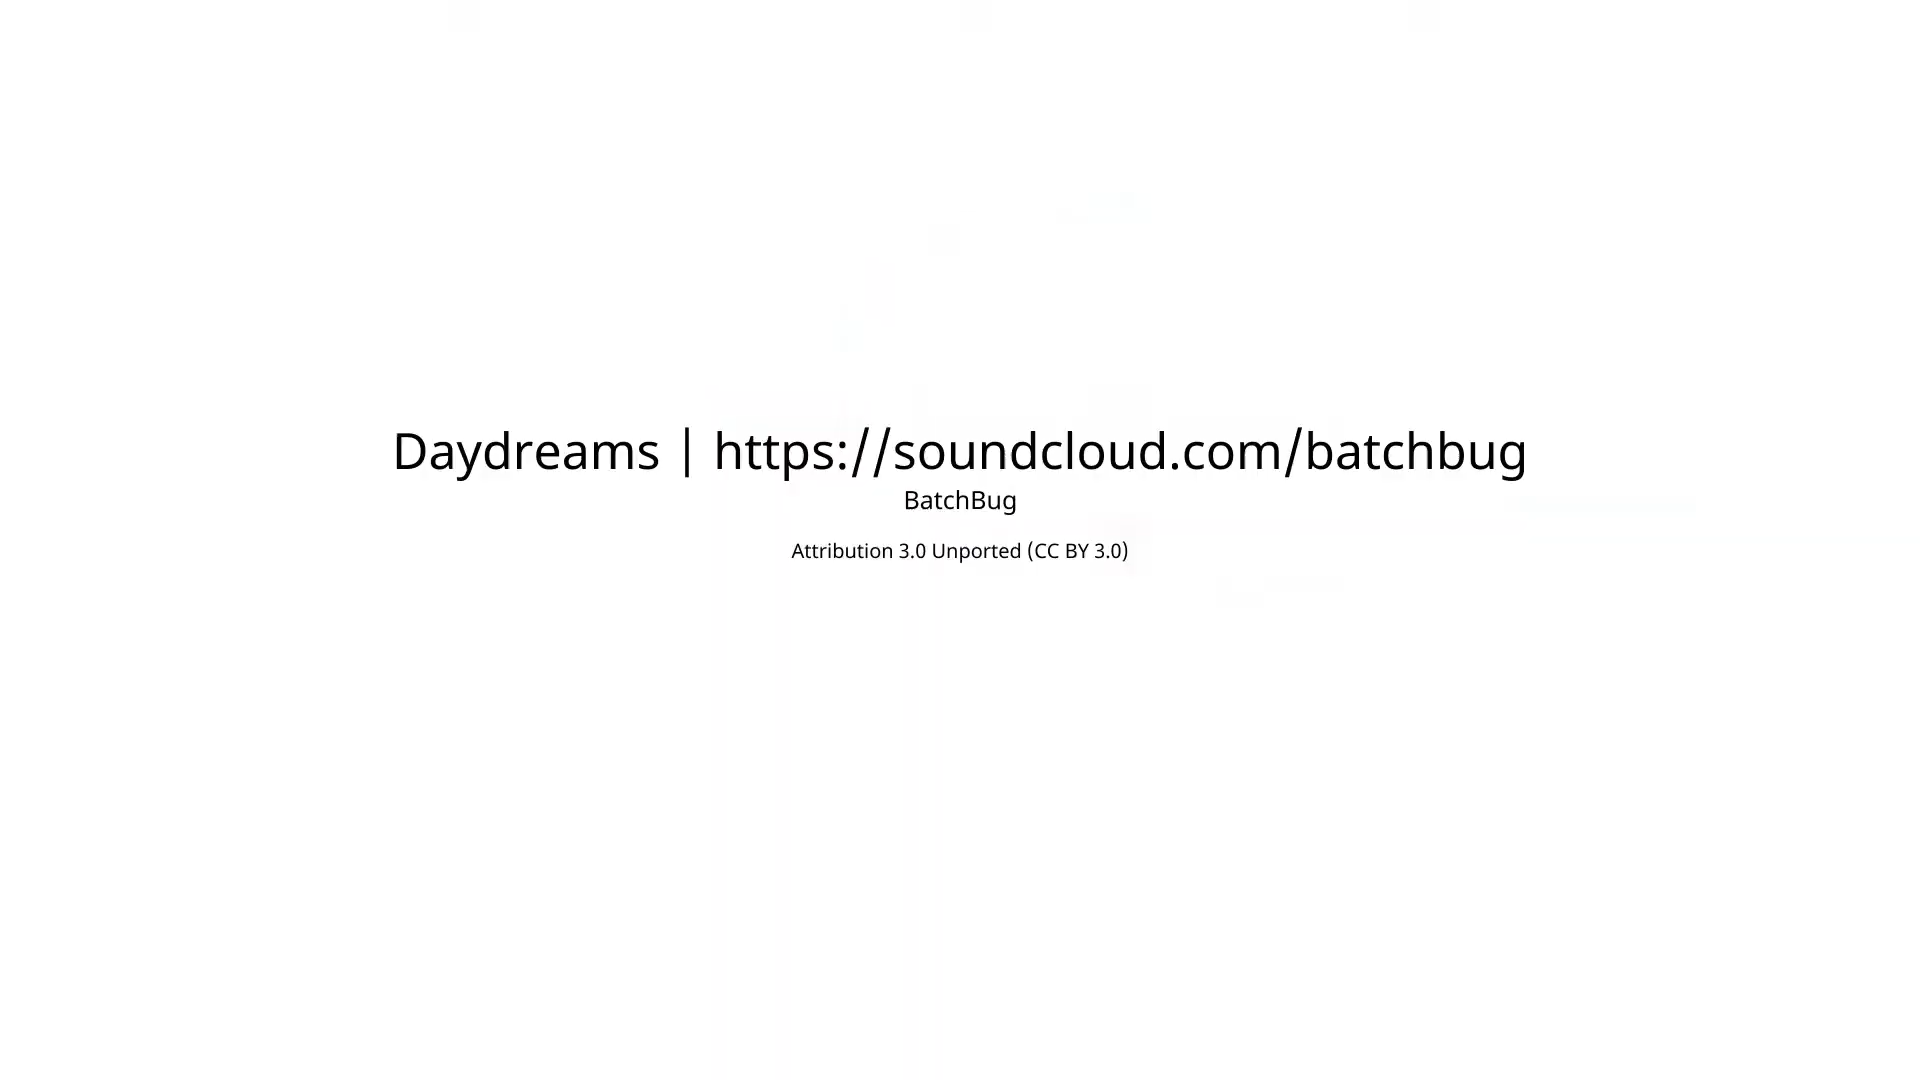 Daydreams | https://soundcloud.com/batchbug
BatchBug
Attribution 3.0 Unported (CC BY 3.0)